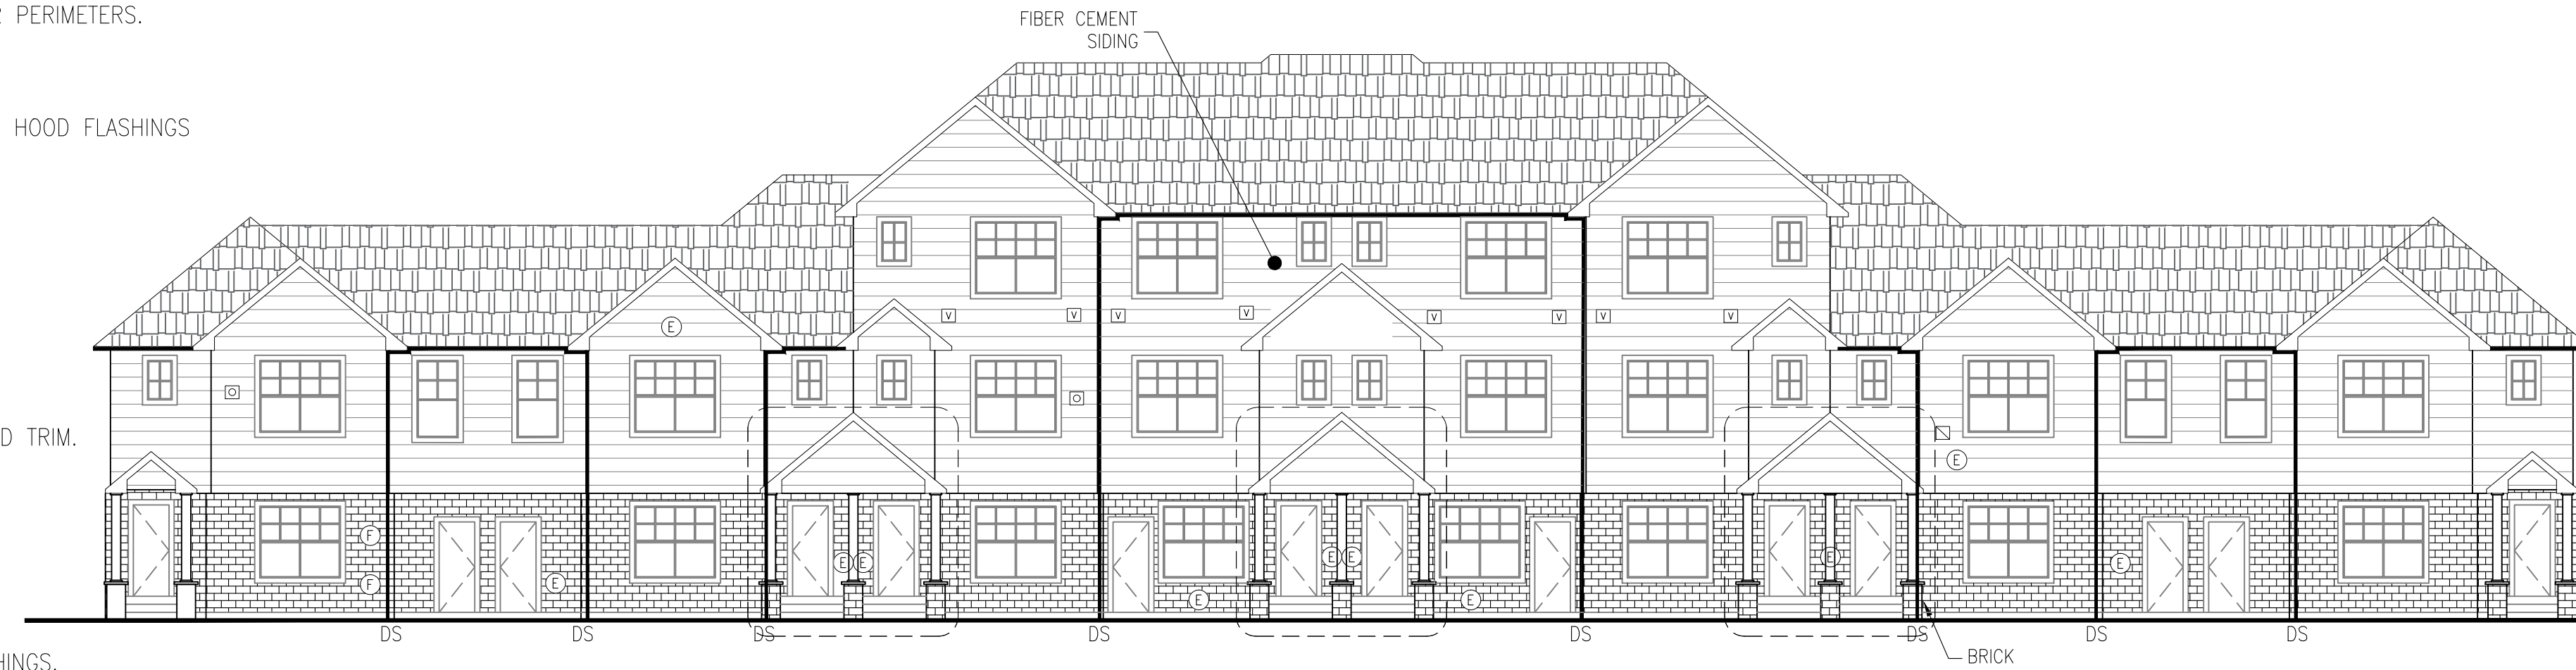 PERIMETERS.
FIBER CEMENT
SIDING
HOOD FLASHINGS
E
V V V V V V V V
D TRIM.
E
F
E E E E E
E
F
E
E E
DS DS DS DS DS DS DS DS
BRICK
HINGS.